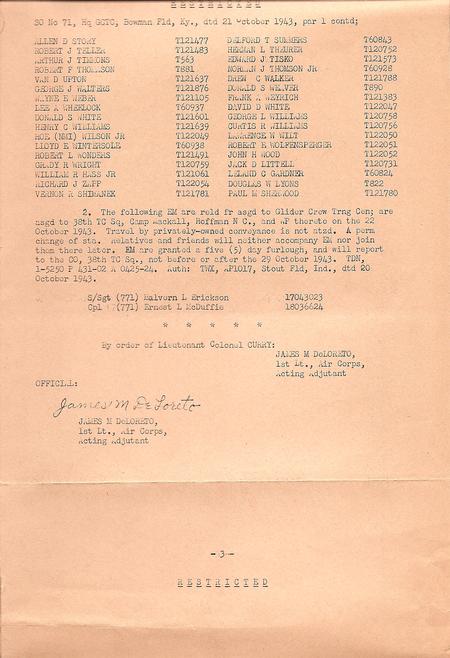 RESTRICTED
SO No 71, Hq GCTC, Bowman Fld, Ky., dtd 21 October 1943, par 1 contd;
ALLEN D STORY T121477 DELFORD T SUMMERS T60843
ROBERT J TELLER T121483 HERMAN L THEURER T120752
ARTHUR J TIMMONS T563 EDWARD J TISKO T121573
ROBERT F THOMPSON T881 NORMAN J THOMSON JR T60928
VAN D UPTON T121637 DREW C WALKER T121788
GEORGE J WALTERS T121876 DONALD S WEAVER T890
WAYNE E WEBER T121105 FRANK A WEYRICH T121383
LEE A WHEELOCK T60937 DAVID D WHITE T122047
DONALD S WHITE T121601 GEORGE L WILLIAMS T120758
HENRY C WILLIAMS T121639 CURTIS R WILLIAMS T120756
ROE (NMI) WILSON JR T122049 LAWRENCE W WILT T122050
LLOYD E WINTERSOLE T60938 ROBERT E WOLFENSPERGER T122051
ROBERT L WONDERS T121491 JOHN H WOOD T122052
GRADY R WRIGHT T120759 JACK D LITTELL T120731
WILLIAM R HASS JR T121061 LELAND C GARDNER T60824
RICHARD J ZAPP T122054 DOUGLAS W LYONS T822
VERNON R SHIMANEK T121781 PAUL M SHERWOOD T121780
2. The following EM are reld fr asgd to Glider Crew Trng Cen; are
asgd to 38th TC Sq, Camp Mackall, Hoffman N C., and WP thereto on the 22
October 1943. Travel by privately-owned conveyance is not atzd. A perm
change of sta. Relatives and friends will neither accompany EM nor join
them there later. EM are granted a five (5) day furlough, and will report
to the CO, 38th TC Sq., not before or after the 29 October 1943. TDN,
1-5250 P 431-02 A 0425-24. Auth: TWX, AF1017, Stout Fld, Ind., dtd 20
October 1943.
S/Sgt (771) Malvern L Erickson 17043023
Cpl (771) Ernest L McDuffie 18036624
* * * * *
By order of Lieutenant Colonel CURRY:
JAMES M DeLORETO,
1st Lt., Air Corps,
Acting Adjutant
OFFICIAL:
James M DeLoreto
JAMES M DeLORETO,
1st Lt., Air Corps,
Acting Adjutant
-3-
RESTRICTED